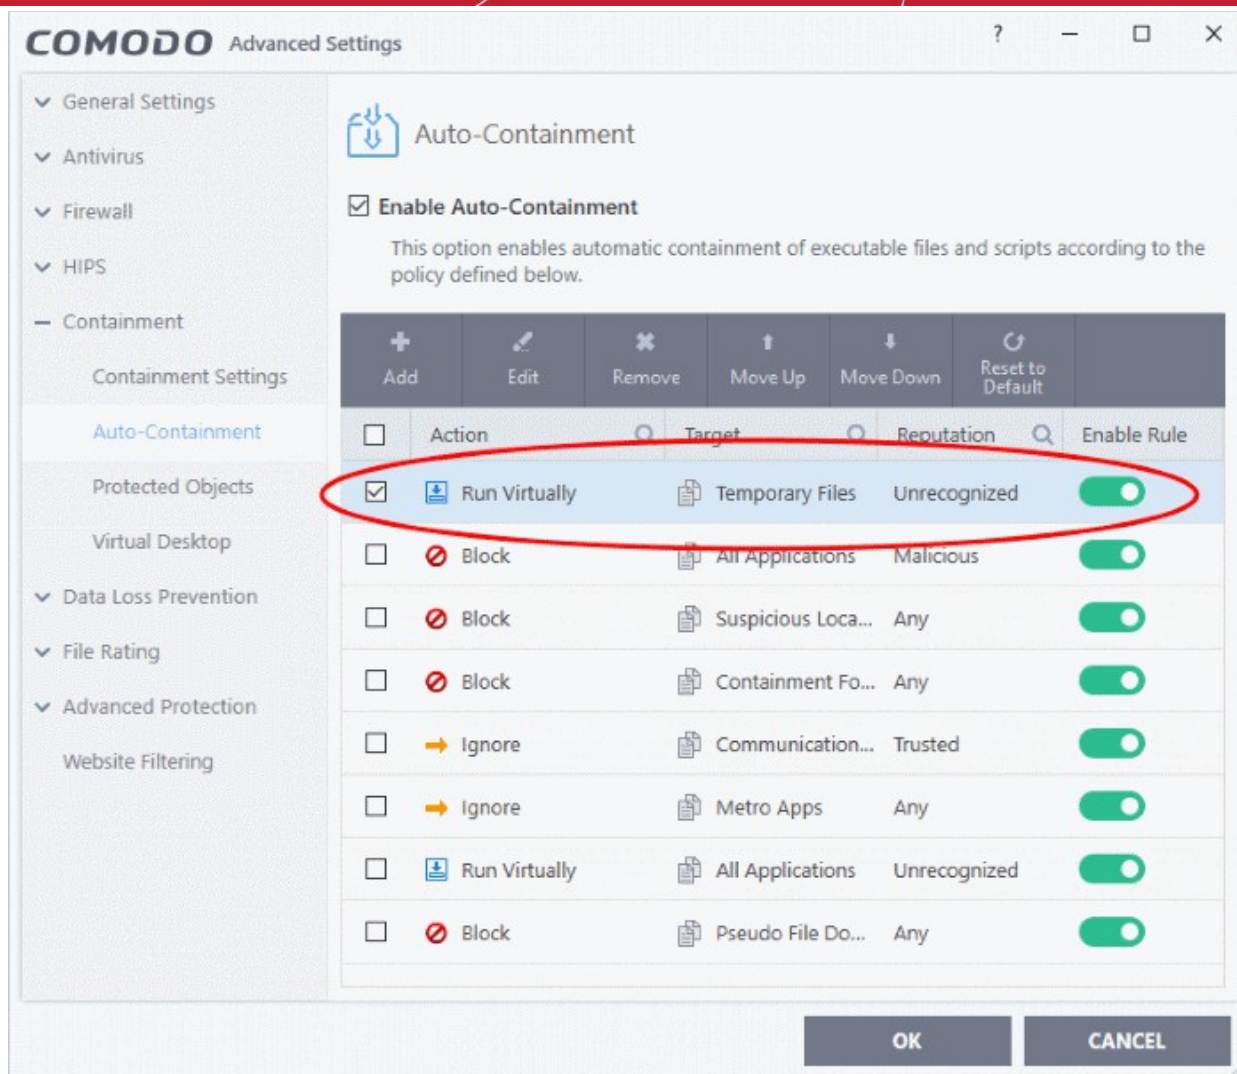 COMODO Advanced Settings ?
General Settings
Antivirus
Firewall
HIPS
Containment
Containment Settings
Auto-Containment
Protected Objects
Virtual Desktop
Data Loss Prevention
File Rating
Advanced Protection
Website Filtering
Auto-Containment
Enable Auto-Containment
This option enables automatic containment of executable files and scripts according to the
policy defined below.
Add Edit Remove Move Up Move Down Reset to
Default
Action Target Reputation Enable Rule
Run Virtually Temporary Files Unrecognized
Block All Applications Malicious
Block Suspicious Loca... Any
Block Containment Fo... Any
Ignore Communication... Trusted
Ignore Metro Apps Any
Run Virtually All Applications Unrecognized
Block Pseudo File Do... Any
OK CANCEL